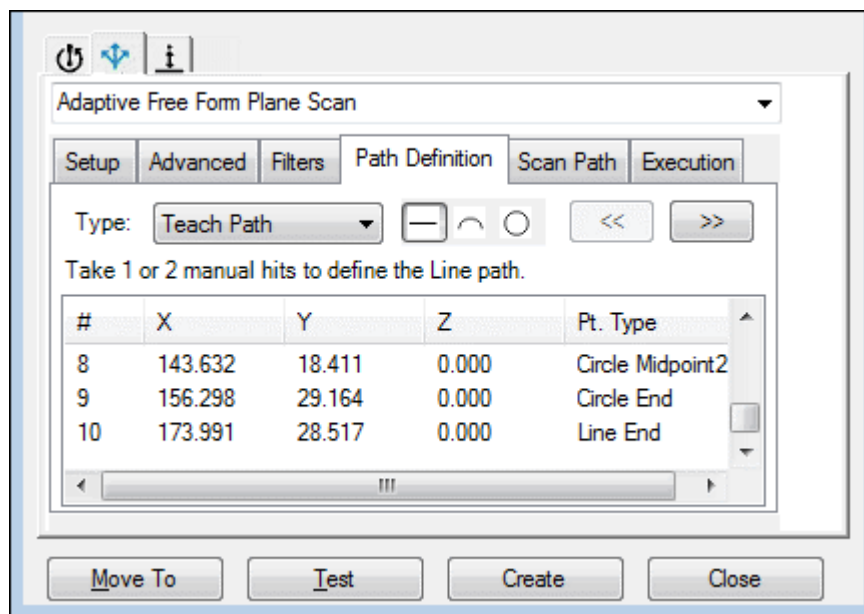 Adaptive Free Form Plane Scan
Setup Advanced Filters Path Definition Scan Path Execution
Type: Teach Path << >>
Take 1 or 2 manual hits to define the Line path.
# X Y Z Pt. Type
8 143.632 18.411 0.000 Circle Midpoint2
9 156.298 29.164 0.000 Circle End
10 173.991 28.517 0.000 Line End
Move To Test Create Close